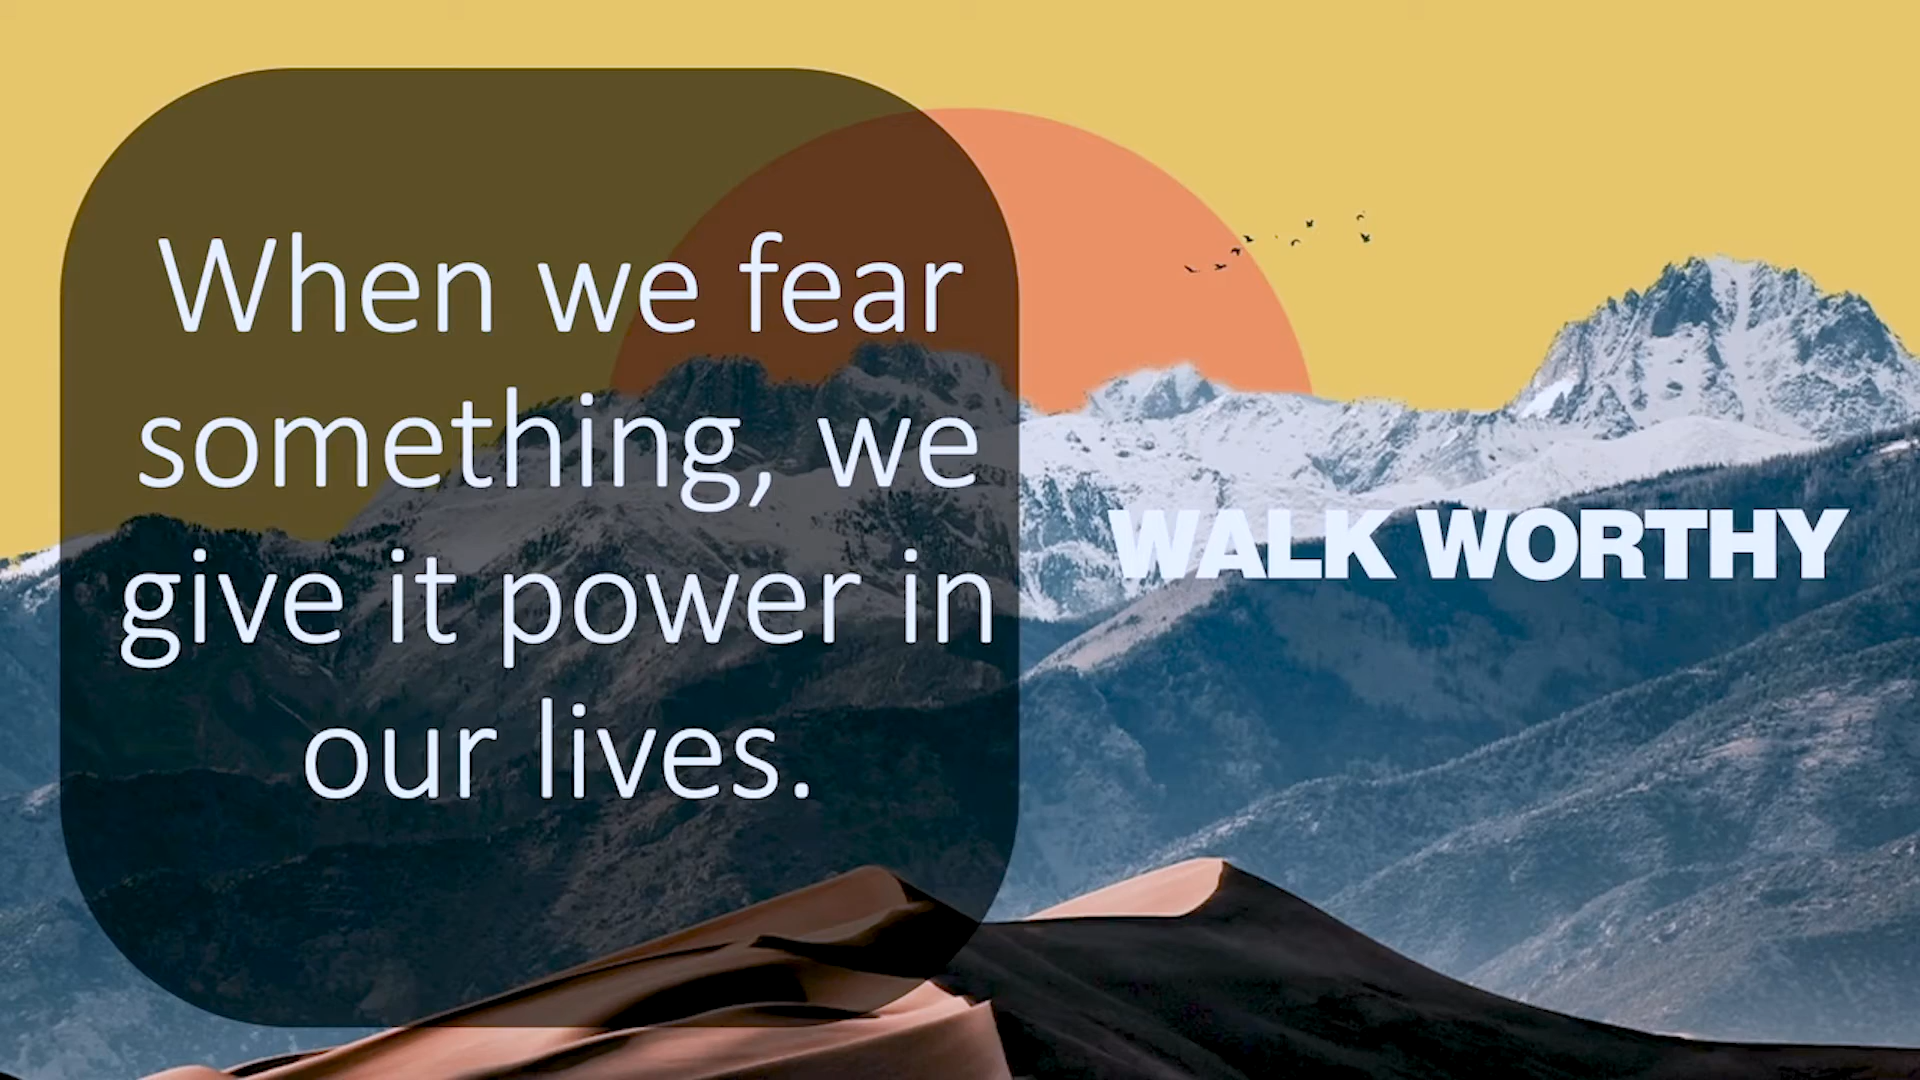 When we fear
something, we
give it power in
our lives.
WALK WORTHY